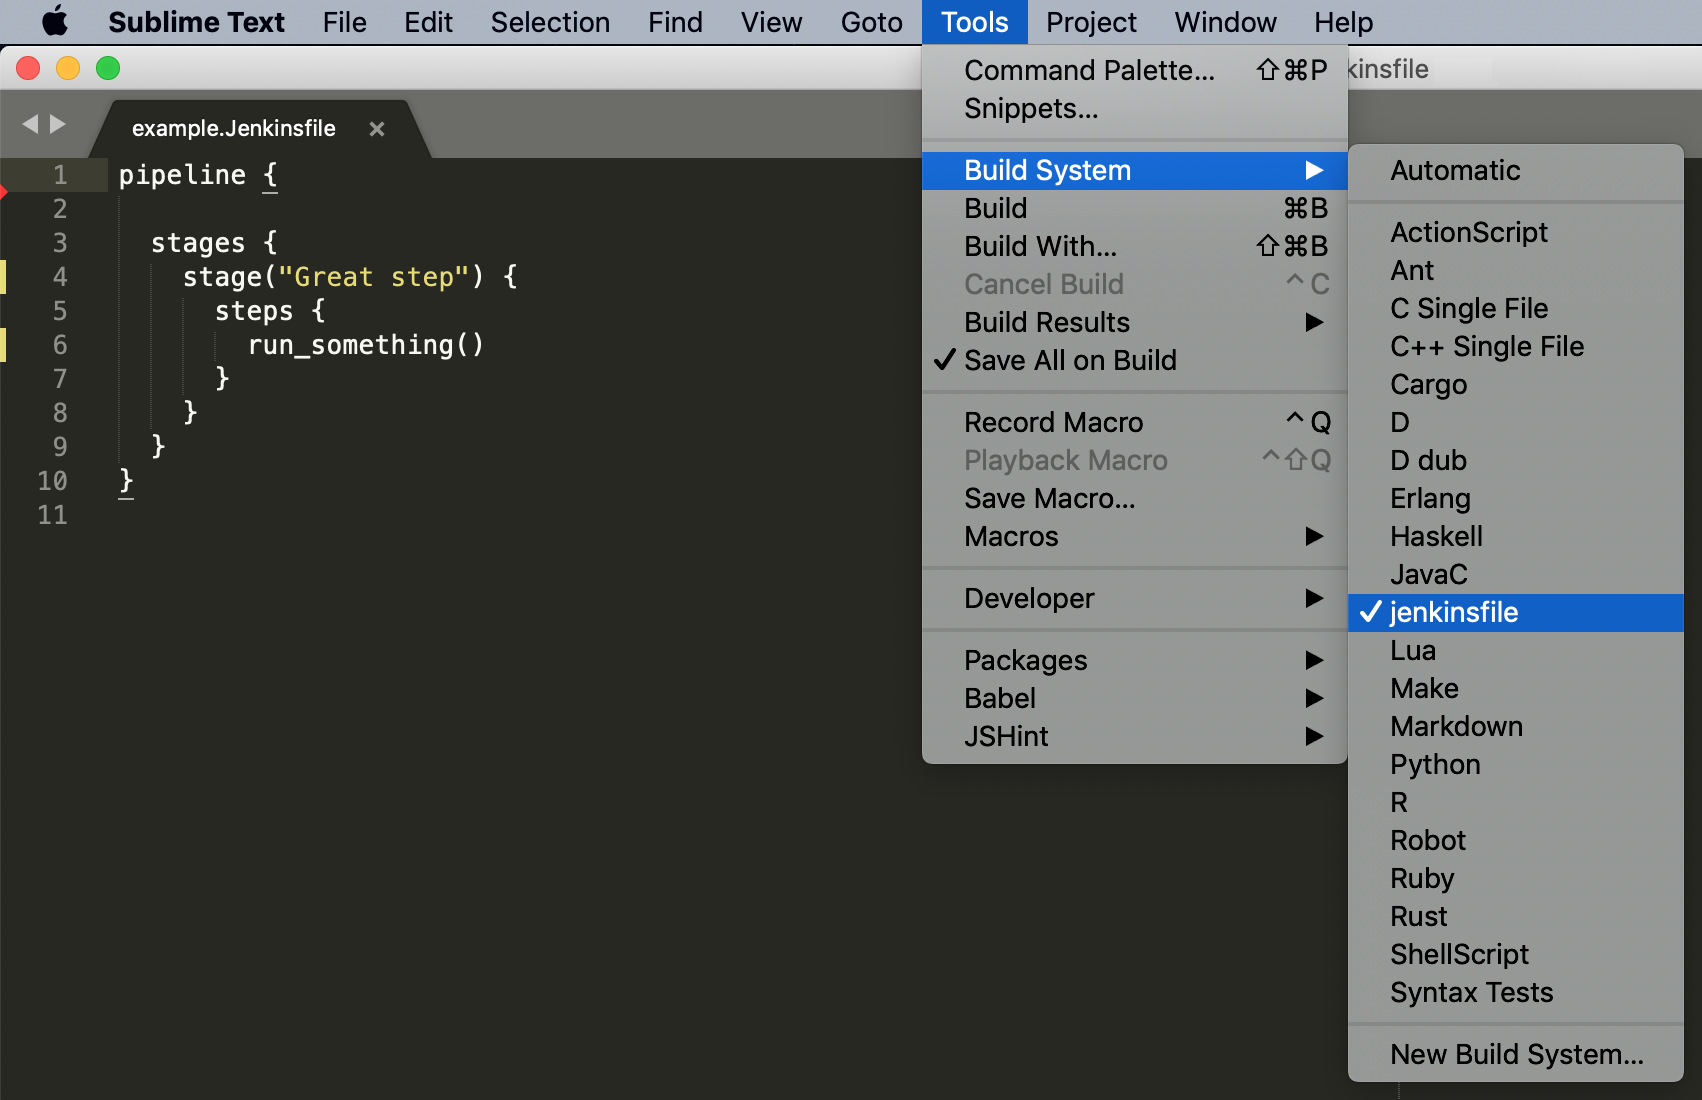 Sublime Text File Edit Selection Find View Goto Tools Project Window Help
kinsfile
example.Jenkinsfile ×
1 pipeline {
2
3 stages {
4 stage("Great step") {
5 steps {
6 run_something()
7 }
8 }
9 }
10 }
11
Command Palette... ⇧⌘P
Snippets...
Build System ▶
Build ⌘B
Build With... ⇧⌘B
Cancel Build ^C
Build Results ▶
✓ Save All on Build
Record Macro ^Q
Playback Macro ^⇧Q
Save Macro...
Macros ▶
Developer ▶
Packages ▶
Babel ▶
JSHint ▶
Automatic
ActionScript
Ant
C Single File
C++ Single File
Cargo
D
D dub
Erlang
Haskell
JavaC
✓ jenkinsfile
Lua
Make
Markdown
Python
R
Robot
Ruby
Rust
ShellScript
Syntax Tests
New Build System...